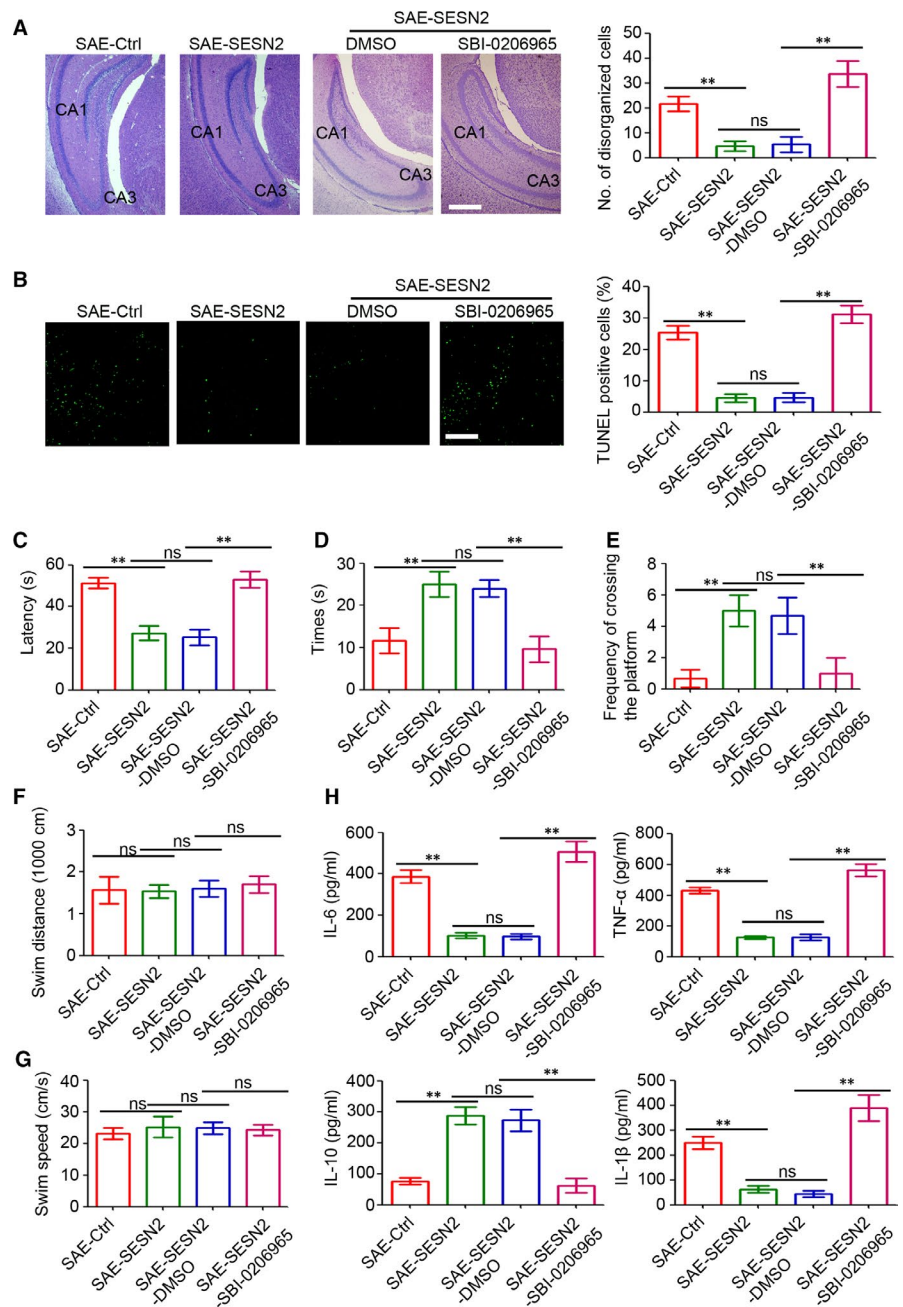 A
SAE-SESN2
SAE-Ctrl
SAE-SESN2
DMSO
SBI-0206965
CA1
CA3
CA1
CA3
CA1
CA3
CA1
CA3
No. of disorganized cells
50
40
30
20
10
0
**
ns
**
SAE-Ctrl
SAE-SESN2
SAE-SESN2
-DMSO
SAE-SESN2
-SBI-0206965
B
SAE-SESN2
SAE-Ctrl
SAE-SESN2
DMSO
SBI-0206965
TUNEL positive cells (%)
40
30
20
10
0
**
ns
**
SAE-Ctrl
SAE-SESN2
SAE-SESN2
-DMSO
SAE-SESN2
-SBI-0206965
C
Latency (s)
60
40
20
0
**
ns
**
SAE-Ctrl
SAE-SESN2
SAE-SESN2
-DMSO
SAE-SESN2
-SBI-0206965
D
Times (s)
30
20
10
0
**
ns
**
SAE-Ctrl
SAE-SESN2
SAE-SESN2
-DMSO
SAE-SESN2
-SBI-0206965
E
Frequency of crossing
the platform
8
6
4
2
0
**
ns
**
SAE-Ctrl
SAE-SESN2
SAE-SESN2
-DMSO
SAE-SESN2
-SBI-0206965
F
Swim distance (1000 cm)
3
2
1
0
ns
ns
ns
SAE-Ctrl
SAE-SESN2
SAE-SESN2
-DMSO
SAE-SESN2
-SBI-0206965
H
IL-6 (pg/ml)
600
400
200
0
**
ns
**
SAE-Ctrl
SAE-SESN2
SAE-SESN2
-DMSO
SAE-SESN2
-SBI-0206965
TNF-α (pg/ml)
800
600
400
200
0
**
ns
**
SAE-Ctrl
SAE-SESN2
SAE-SESN2
-DMSO
SAE-SESN2
-SBI-0206965
G
Swim speed (cm/s)
40
30
20
10
0
ns
ns
ns
SAE-Ctrl
SAE-SESN2
SAE-SESN2
-DMSO
SAE-SESN2
-SBI-0206965
IL-10 (pg/ml)
400
300
200
100
0
**
ns
**
SAE-Ctrl
SAE-SESN2
SAE-SESN2
-DMSO
SAE-SESN2
-SBI-0206965
IL-1β (pg/ml)
500
400
300
200
100
0
**
ns
**
SAE-Ctrl
SAE-SESN2
SAE-SESN2
-DMSO
SAE-SESN2
-SBI-0206965